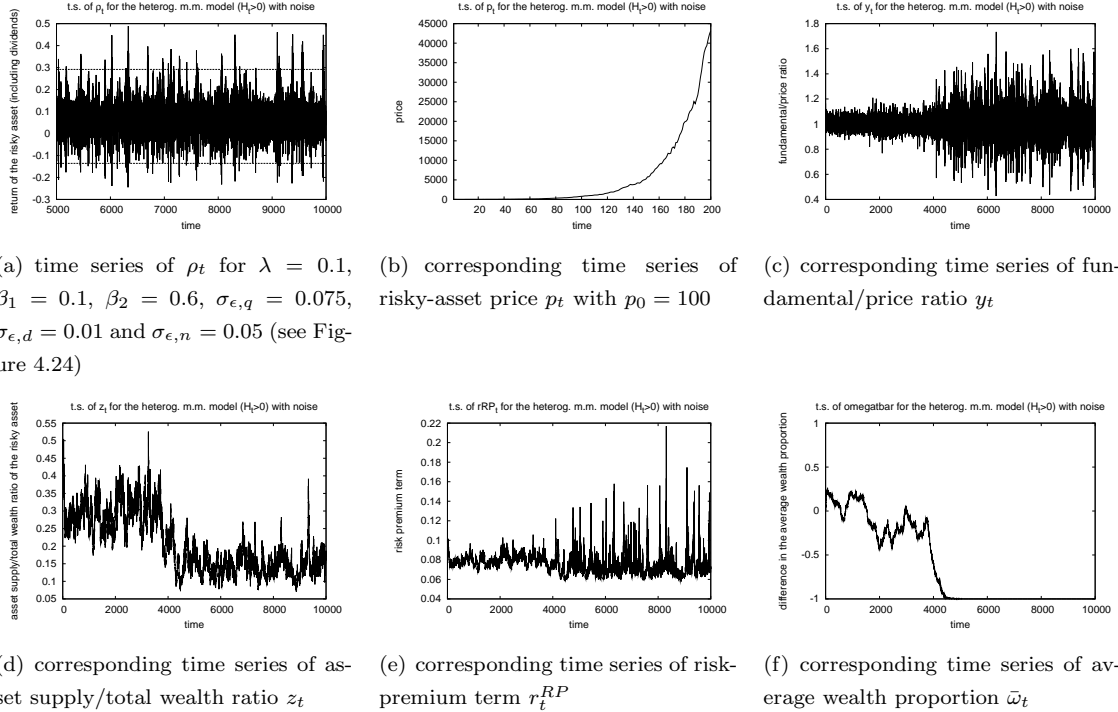 t.s. of ρt for the heterog. m.m. model (Ht>0) with noise
return of the risky asset (including dividends)
0.5
0.4
0.3
0.2
0.1
0
-0.1
-0.2
-0.3
5000 6000 7000 8000 9000 10000
time
t.s. of pt for the heterog. m.m. model (Ht>0) with noise
price
45000
40000
35000
30000
25000
20000
15000
10000
5000
0
20 40 60 80 100 120 140 160 180 200
time
t.s. of yt for the heterog. m.m. model (Ht>0) with noise
fundamental/price ratio
1.8
1.6
1.4
1.2
1
0.8
0.6
0.4
0 2000 4000 6000 8000 10000
time
(a) time series of ρt for λ = 0.1,
β1 = 0.1, β2 = 0.6, σϵ,q = 0.075,
σϵ,d = 0.01 and σϵ,n = 0.05 (see Fig-
ure 4.24)
(b) corresponding time series of
risky-asset price pt with p0 = 100
(c) corresponding time series of fun-
damental/price ratio yt
t.s. of zt for the heterog. m.m. model (Ht>0) with noise
asset supply/total wealth ratio of the risky asset
0.55
0.5
0.45
0.4
0.35
0.3
0.25
0.2
0.15
0.1
0.05
0 2000 4000 6000 8000 10000
time
t.s. of rRPt for the heterog. m.m. model (Ht>0) with noise
risk premium term
0.22
0.2
0.18
0.16
0.14
0.12
0.1
0.08
0.06
0.04
0 2000 4000 6000 8000 10000
time
t.s. of omegatbar for the heterog. m.m. model (Ht>0) with noise
difference in the average wealth proportion
1
0.5
0
-0.5
-1
0 2000 4000 6000 8000 10000
time
(d) corresponding time series of as-
set supply/total wealth ratio zt
(e) corresponding time series of risk-
premium term rtRP
(f) corresponding time series of av-
erage wealth proportion ω̄t